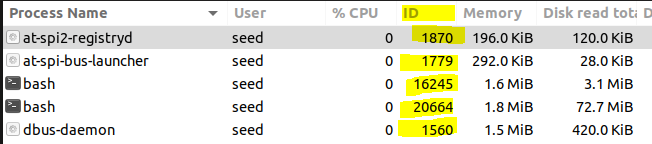 Process Name User % CPU ID Memory Disk read tota D
at-spi2-registryd seed 0 1870 196.0 KiB 120.0 KiB
at-spi-bus-launcher seed 0 1779 292.0 KiB 28.0 KiB
bash seed 0 16245 1.6 MiB 3.1 MiB
bash seed 0 20664 1.8 MiB 72.7 MiB
dbus-daemon seed 0 1560 1.5 MiB 420.0 KiB